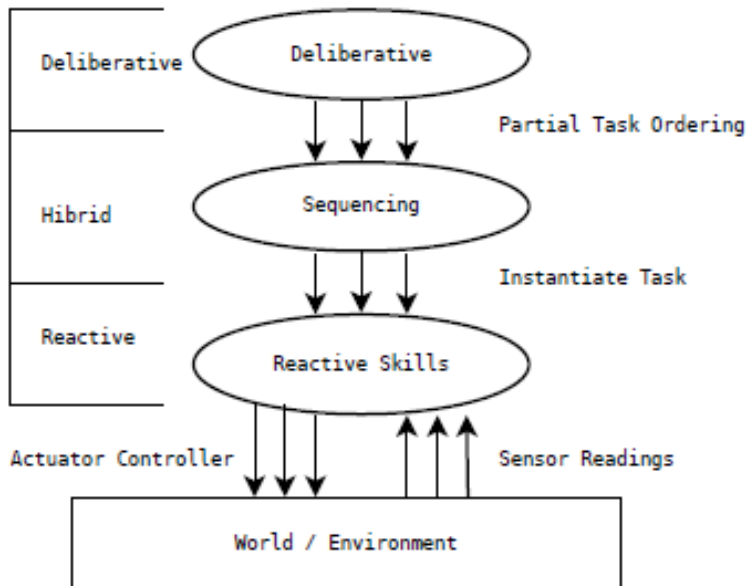 Deliberative
Deliberative
Partial Task Ordering
Hibrid
Sequencing
Instantiate Task
Reactive
Reactive Skills
Actuator Controller
Sensor Readings
World / Environment